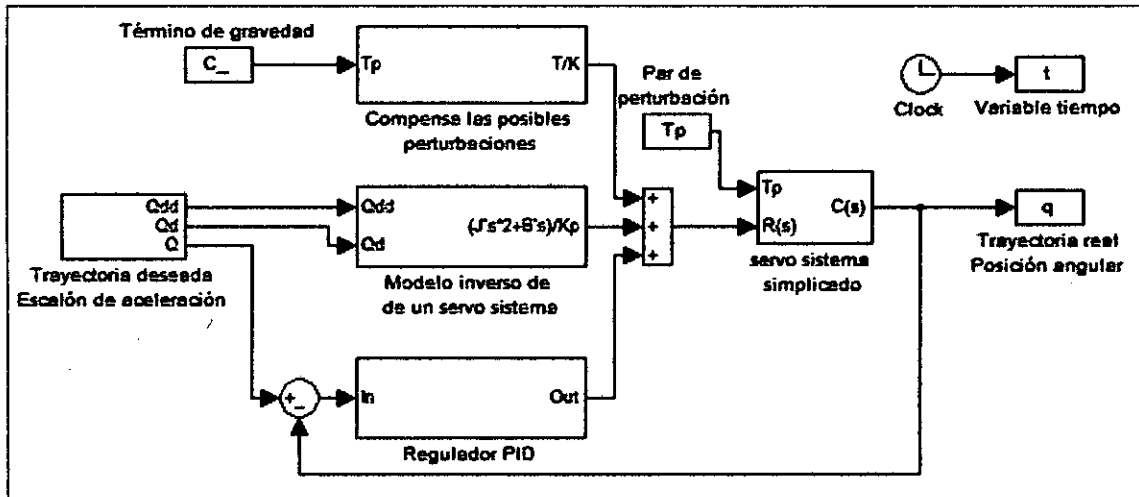 Término de gravedad
C_
Tp
T/K
Compensa las posibles
perturbaciones
Par de
perturbación
Tp
Clock
t
Variable tiempo
Qdd
Qd
Q
Trayectoria deseada
Escalón de aceleración
Qdd
Qd
(J*s^2+B*s)/Kp
Modelo inverso de
de un servo sistema
+
+
+
Tp
R(s)
C(s)
servo sistema
simplicado
q
Trayectoria real
Posición angular
+
-
In
Out
Regulador PID